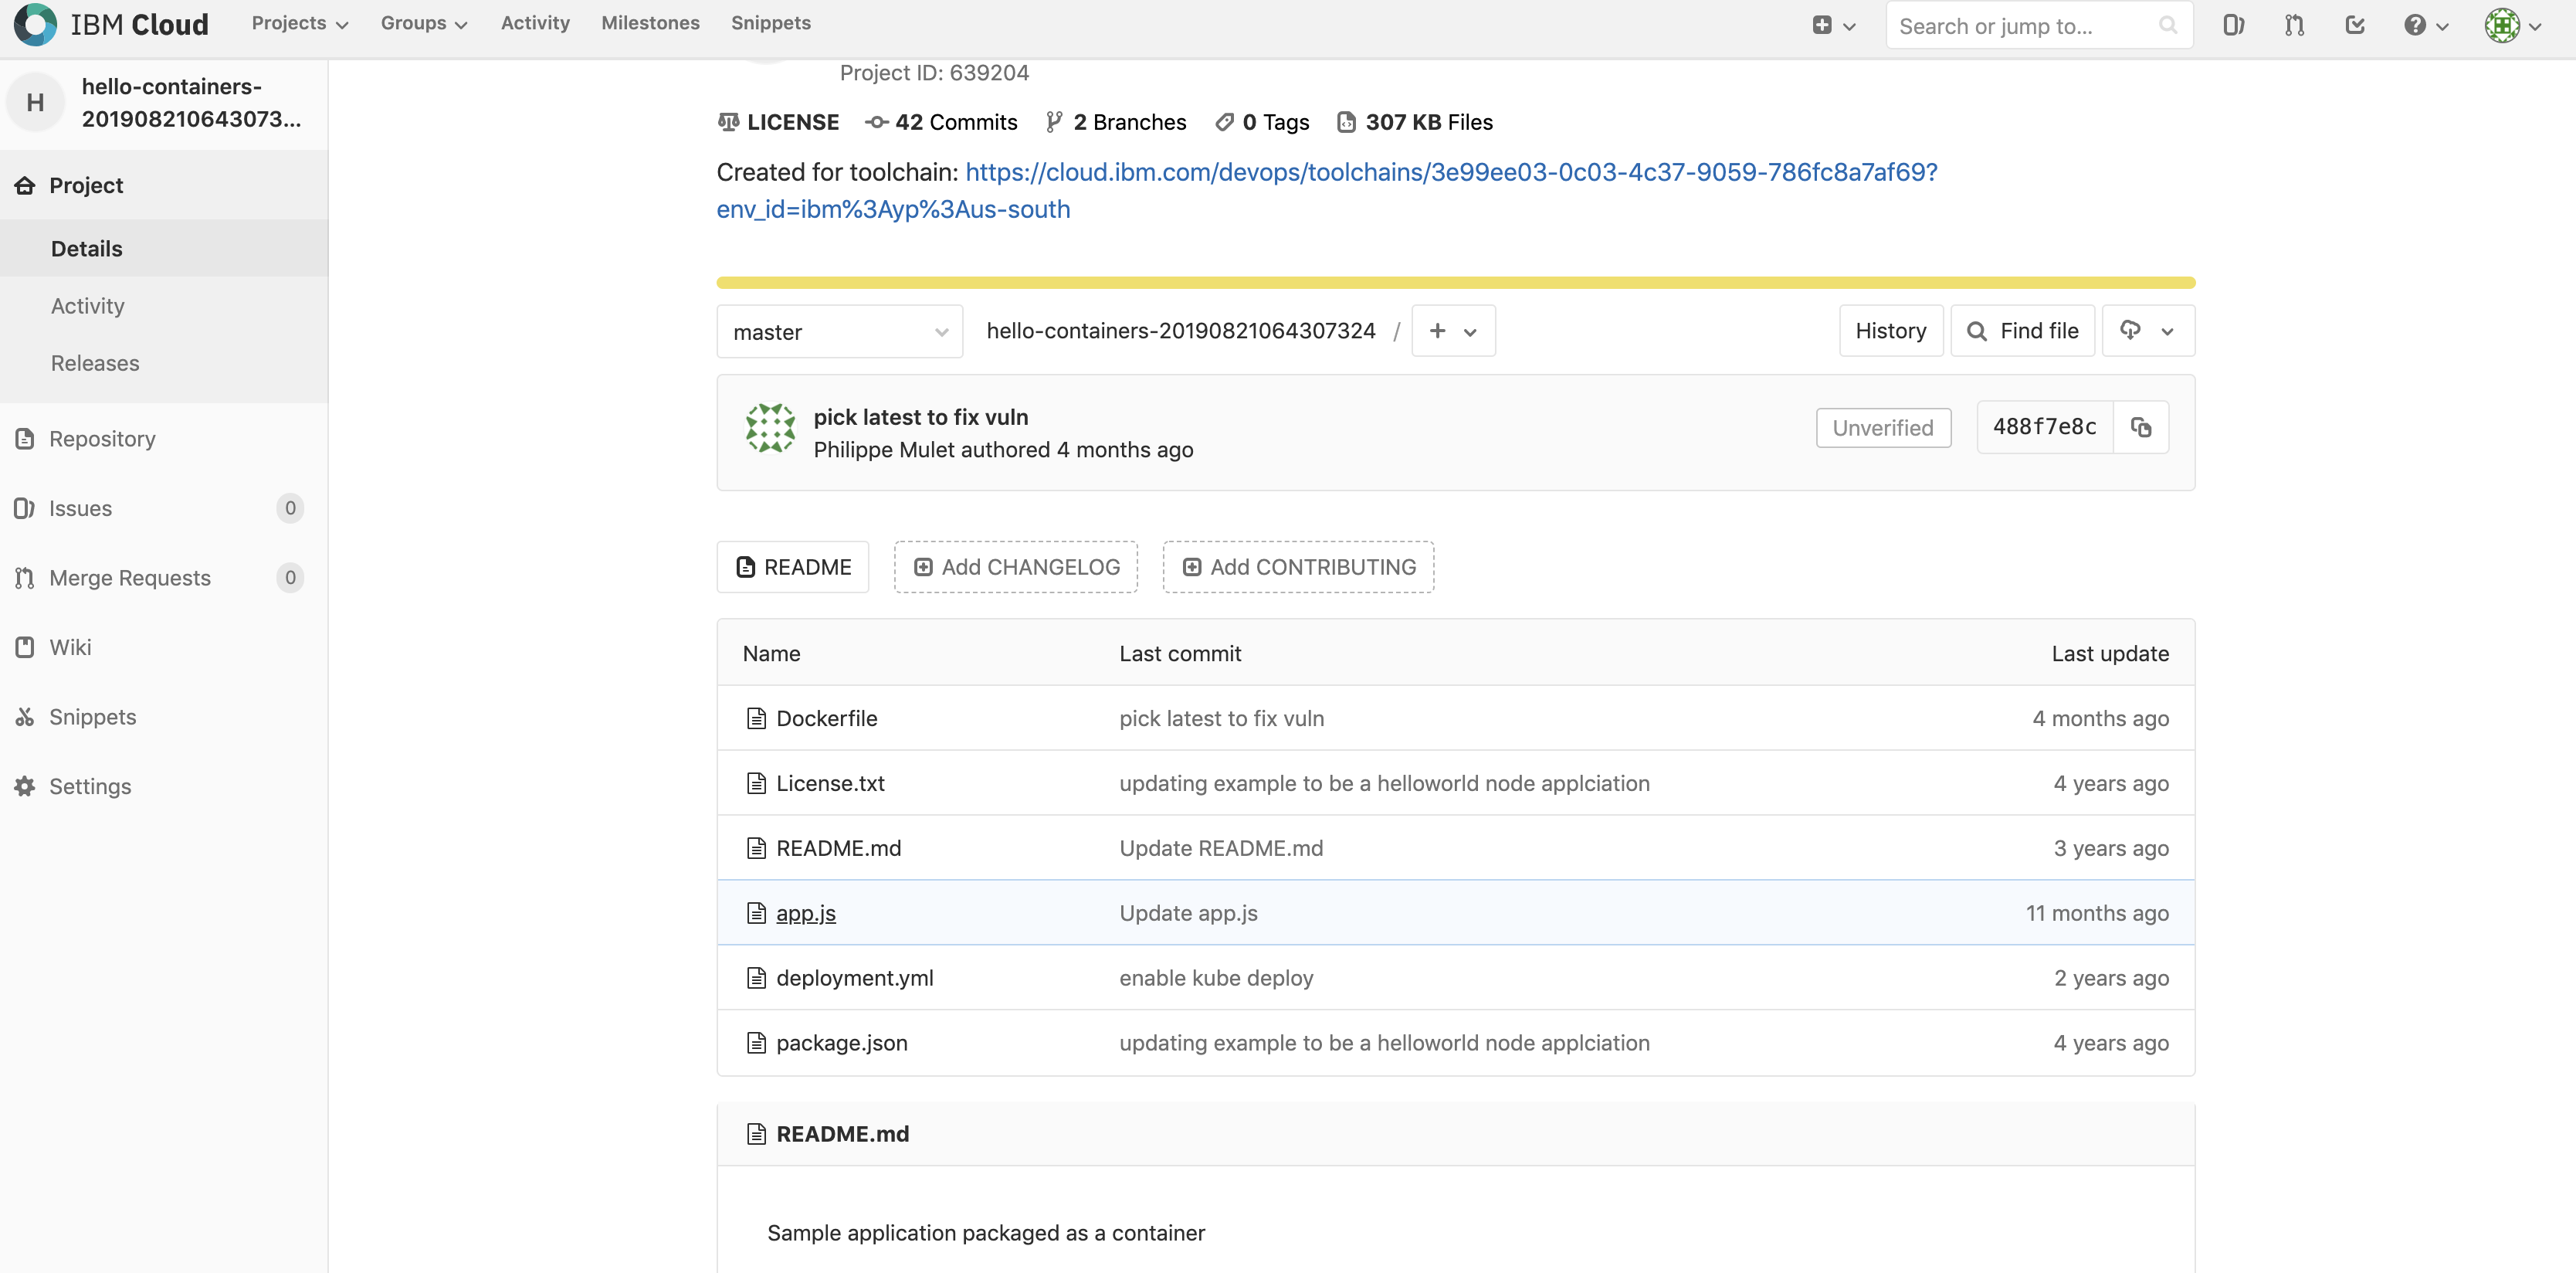 IBM Cloud Projects Groups Activity Milestones Snippets Search or jump to...
H hello-containers-
201908210643073...
Project
Details
Activity
Releases
Repository
Issues 0
Merge Requests 0
Wiki
Snippets
Settings
Project ID: 639204
LICENSE 42 Commits 2 Branches 0 Tags 307 KB Files
Created for toolchain: https://cloud.ibm.com/devops/toolchains/3e99ee03-0c03-4c37-9059-786fc8a7af69?
env_id=ibm%3Ayp%3Aus-south
master hello-containers-20190821064307324 / + History Find file
pick latest to fix vuln
Philippe Mulet authored 4 months ago
Unverified 488f7e8c
README Add CHANGELOG Add CONTRIBUTING
Name Last commit Last update
Dockerfile pick latest to fix vuln 4 months ago
License.txt updating example to be a helloworld node applciation 4 years ago
README.md Update README.md 3 years ago
app.js Update app.js 11 months ago
deployment.yml enable kube deploy 2 years ago
package.json updating example to be a helloworld node applciation 4 years ago
README.md
Sample application packaged as a container